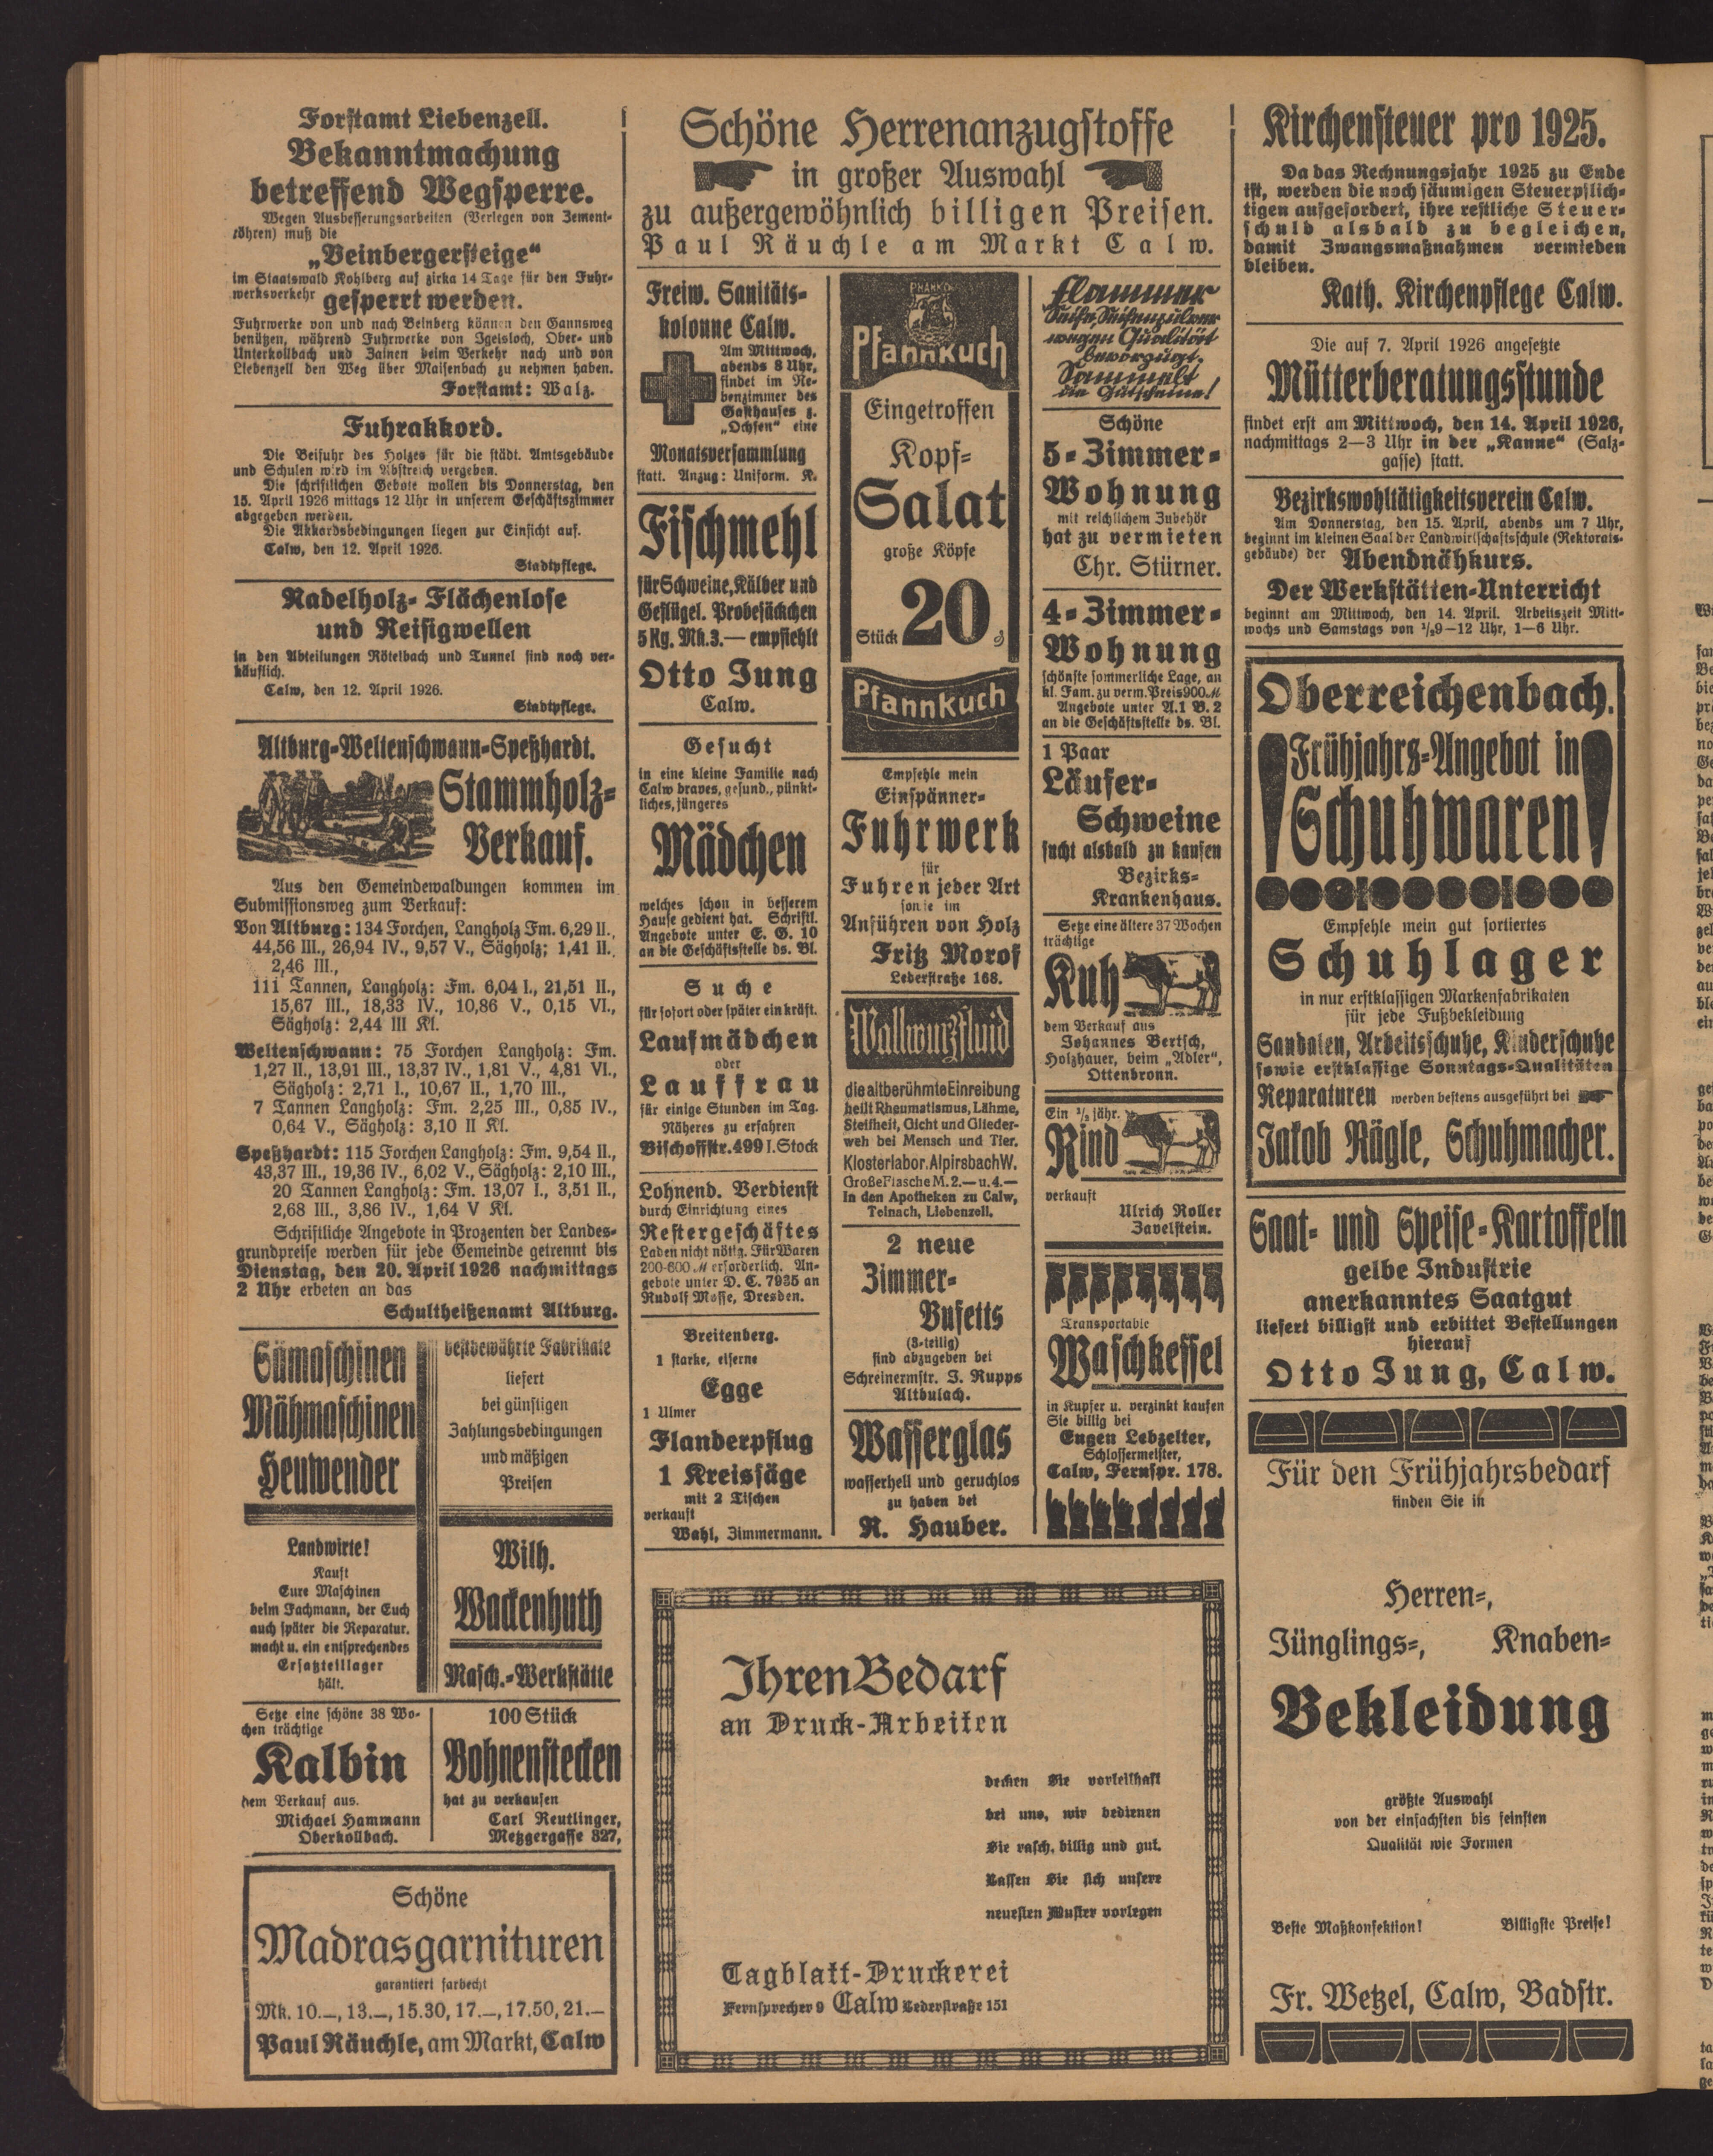 Forstamt Liebenzell.
Bekanntmachung
betreffend Wegsperre.
Wegen Ausbesserungsarbeiten (Verlegen von Zement-
röhren) muß die
„Beinbergersteige“
im Staatswald Kohlberg auf zirka 14 Tage für den Fuhr-
werksverkehr gesperrt werden.
Fuhrwerke von und nach Beinberg können den Gannsweg
benützen, während Fuhrwerke von Igelsloch, Ober- und
Unterkollbach und Zainen beim Verkehr nach und von
Liebenzell den Weg über Maisenbach zu nehmen haben.
Forstamt: Walz.
Fuhrakkord.
Die Beifuhr des Holzes für die städt. Amtsgebäude
und Schulen wird im Abstreich vergeben.
Die schriftlichen Gebote wollen bis Donnerstag, den
15. April 1926 mittags 12 Uhr in unserem Geschäftszimmer
abgegeben werden.
Die Akkordsbedingungen liegen zur Einsicht auf.
Calw, den 12. April 1926.
Stadtpflege.
Nadelholz- Flächenlose
und Reisigwellen
in den Abteilungen Rötelbach und Tunnel sind noch ver-
käuflich.
Calw, den 12. April 1926.
Stadtpflege.
Altburg-Weltenschwann-Speßhardt.
Stammholz-
Verkauf.
Aus den Gemeindewaldungen kommen im
Submissionsweg zum Verkauf:
Von Altburg: 134 Forchen, Langholz Fm. 6,29 II.,
44,56 III., 26,94 IV., 9,57 V., Sägholz: 1,41 II.
2,46 III.,
111 Tannen, Langholz: Fm. 6,04 I., 21,51 II.,
15,67 III., 18,33 IV., 10,86 V., 0,15 VI.,
Sägholz: 2,44 III Kl.
Weltenschwann: 75 Forchen Langholz: Fm.
1,27 II., 13,91 III., 13,37 IV., 1,81 V., 4,81 VI.,
Sägholz: 2,71 I., 10,67 II., 1,70 III.,
7 Tannen Langholz: Fm. 2,25 III., 0,85 IV.,
0,64 V., Sägholz: 3,10 II Kl.
Speßhardt: 115 Forchen Langholz: Fm. 9,54 II.,
43,37 III., 19,36 IV., 6,02 V., Sägholz: 2,10 III.,
20 Tannen Langholz: Fm. 13,07 I., 3,51 II.,
2,68 III., 3,86 IV., 1,64 V Kl.
Schriftliche Angebote in Prozenten der Landes-
grundpreise werden für jede Gemeinde getrennt bis
Dienstag, den 20. April 1926 nachmittags
2 Uhr erbeten an das
Schultheißenamt Altburg.
Sämaschinen
Mähmaschinen
Heuwender
bestbewährte Fabrikate
liefert
bei günstigen
Zahlungsbedingungen
und mäßigen
Preisen
Landwirte!
Kauft
Eure Maschinen
beim Fachmann, der Euch
auch später die Reparatur.
macht u. ein entsprechendes
Ersatzteillager
hält.
Wilh.
Wackenhuth
Masch.-Werkstätte
Setze eine schöne 38 Wo-
chen trächtige
Kalbin
dem Verkauf aus.
Michael Hammann
Oberkollbach.
100 Stück
Bohnenstecken
hat zu verkaufen
Carl Reutlinger,
Metzgergasse 327,
Schöne
Madrasgarnituren
garantiert farbecht
Mk. 10.—, 13.—, 15.30, 17.—, 17.50, 21.—
Paul Räuchle, am Markt, Calw
Schöne Herrenanzugstoffe
in großer Auswahl
zu außergewöhnlich billigen Preisen.
Paul Räuchle am Markt Calw.
Freiw. Sanitäts-
kolonne Calw.
Am Mittwoch,
abends 8 Uhr,
findet im Ne-
benzimmer des
Gasthauses z.
„Ochsen“ eine
Monatsversammlung
statt. Anzug: Uniform. K.
Fischmehl
für Schweine, Kälber und
Geflügel. Probesäckchen
5 Kg. Mk. 3.— empfiehlt
Otto Jung
Calw.
Gesucht
in eine kleine Familie nach
Calw braves, gesund., pünkt-
liches, jüngeres
Mädchen
welches schon in besserem
Hause gedient hat. Schriftl.
Angebote unter E. G. 10
an die Geschäftsstelle ds. Bl.
Suche
für sofort oder später ein kräft.
Laufmädchen
oder
Lauffrau
für einige Stunden im Tag.
Näheres zu erfahren
Bischoffstr. 499 I. Stock
Lohnend. Verdienst
durch Einrichtung eines
Restergeschäftes
Laden nicht nötig. Für Waren
200-600 M erforderlich. An-
gebote unter D. C. 7935 an
Rudolf Mosse, Dresden.
Breitenberg.
1 starke, eiserne
Egge
1 Ulmer
Flanderpflug
1 Kreissäge
mit 2 Tischen
verkauft
Wahl, Zimmermann.
Pfannkuch
Eingetroffen
Kopf-
Salat
große Köpfe
Stück 20 ₰
Pfannkuch
Empfehle mein
Einspänner-
Fuhrwerk
für
Fuhren jeder Art
sowie im
Anführen von Holz
Fritz Morof
Lederstraße 168.
Wallwurzfluid
die altberühmte Einreibung
heilt Rheumatismus, Lähme,
Steifheit, Gicht und Glieder-
weh bei Mensch und Tier.
Klosterlabor. Alpirsbach W.
Große Flasche M. 2.— u. 4.—
In den Apotheken zu Calw,
Teinach, Liebenzell.
2 neue
Zimmer-
Bufetts
(3-teilig)
sind abzugeben bei
Schreinermstr. J. Rupps
Altbulach.
Wasserglas
wasserhell und geruchlos
zu haben bei
R. Hauber.
Flammer
Seife, Seifenpulver
wegen Qualität
bevorzugt.
Sammelt
die Gutscheine!
Schöne
5-Zimmer-
Wohnung
mit reichlichem Zubehör
hat zu vermieten
Chr. Stürner.
4-Zimmer-
Wohnung
schönste sommerliche Lage, an
kl. Fam. zu verm. Preis 900 M
Angebote unter A. 1 B. 2
an die Geschäftsstelle ds. Bl.
1 Paar
Läufer-
Schweine
sucht alsbald zu kaufen
Bezirks-
Krankenhaus.
Setze eine ältere 37 Wochen
trächtige
Kuh
dem Verkauf aus
Johannes Bertsch,
Holzhauer, beim „Adler“,
Ottenbronn.
Ein ½ jähr.
Rind
verkauft
Ulrich Roller
Zavelstein.
Transportable
Waschkessel
in Kupfer u. verzinkt kaufen
Sie billig bei
Eugen Lebzelter,
Schlossermeister,
Calw, Fernspr. 178.
Ihren Bedarf
an Druck-Arbeiten
decken Sie vorteilhaft
bei uns, wir bedienen
Sie rasch, billig und gut.
Lassen Sie sich unsere
neuesten Muster vorlegen
Tagblatt-Druckerei
Fernsprecher 9 Calw Lederstraße 151
Kirchensteuer pro 1925.
Da das Rechnungsjahr 1925 zu Ende
ist, werden die noch säumigen Steuerpflich-
tigen aufgefordert, ihre restliche Steuer-
schuld alsbald zu begleichen,
damit Zwangsmaßnahmen vermieden
bleiben.
Kath. Kirchenpflege Calw.
Die auf 7. April 1926 angesetzte
Mütterberatungsstunde
findet erst am Mittwoch, den 14. April 1926,
nachmittags 2—3 Uhr in der „Kanne“ (Salz-
gasse) statt.
Bezirkswohltätigkeitsverein Calw.
Am Donnerstag, den 15. April, abends um 7 Uhr,
beginnt im kleinen Saal der Landwirtschaftsschule (Rektorats-
gebäude) der Abendnähkurs.
Der Werkstätten-Unterricht
beginnt am Mittwoch, den 14. April. Arbeitszeit Mitt-
wochs und Samstags von ½9—12 Uhr, 1—6 Uhr.
Oberreichenbach.
Frühjahrs-Angebot in
Schuhwaren!
Empfehle mein gut sortiertes
Schuhlager
in nur erstklassigen Markenfabrikaten
für jede Fußbekleidung
Sandalen, Arbeitsschuhe, Kinderschuhe
sowie erstklassige Sonntags-Qualitäten
Reparaturen werden bestens ausgeführt bei
Jakob Nägle, Schuhmacher.
Saat- und Speise-Kartoffeln
gelbe Industrie
anerkanntes Saatgut
liefert billigst und erbittet Bestellungen
hierauf
Otto Jung, Calw.
Für den Frühjahrsbedarf
finden Sie in
Herren-,
Jünglings-, Knaben-
Bekleidung
größte Auswahl
von der einfachsten bis feinsten
Qualität wie Formen
Beste Maßkonfektion! Billigste Preise!
Fr. Wetzel, Calw, Badstr.